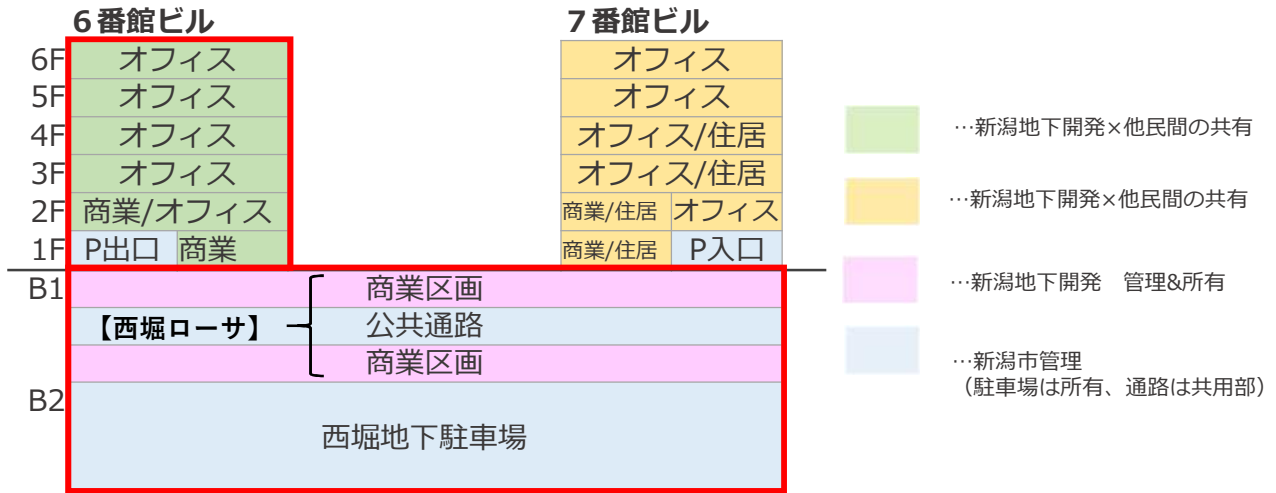 6番館ビル 7番館ビル
6F オフィス オフィス
5F オフィス オフィス
4F オフィス オフィス/住居
3F オフィス オフィス/住居
2F 商業/オフィス 商業/住居 オフィス
1F P出口 商業 商業/住居 P入口
B1 商業区画
【西堀ローサ】 公共通路
商業区画
B2
西堀地下駐車場
…新潟地下開発×他民間の共有
…新潟地下開発×他民間の共有
…新潟地下開発　管理&所有
…新潟市管理
（駐車場は所有、通路は共用部）